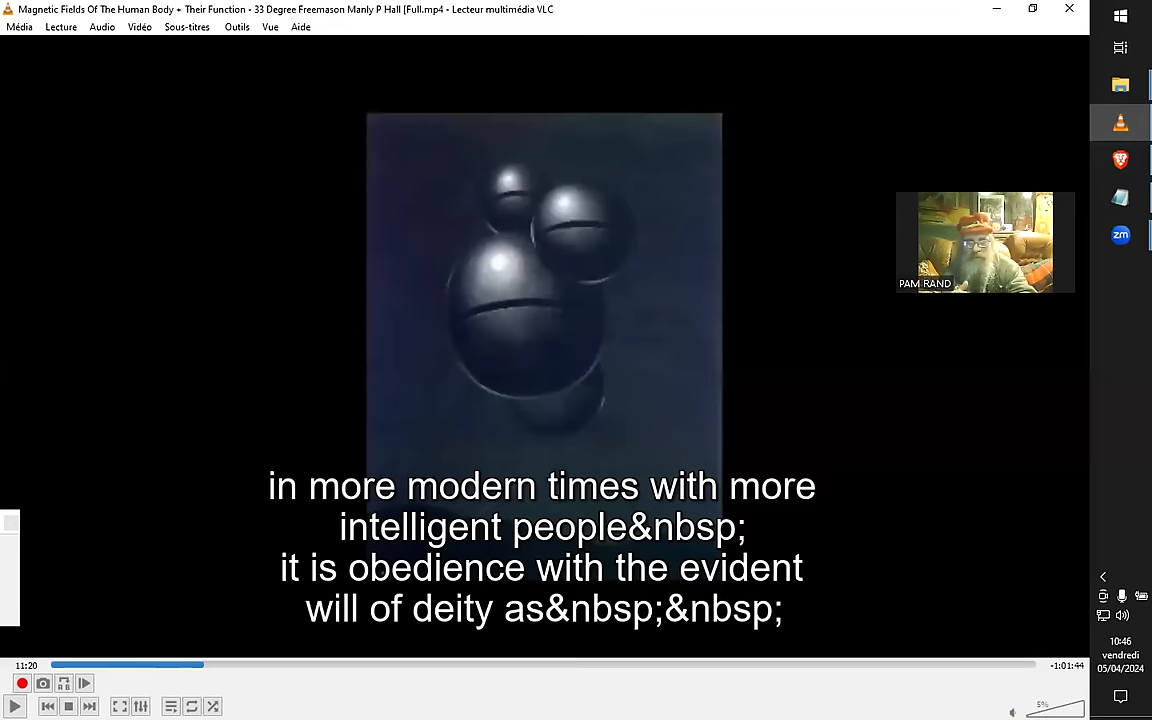 Magnetic Fields Of The Human Body + Their Function - 33 Degree Freemason Manly P Hall [Full.mp4 - Lecteur multimédia VLC
Média Lecture Audio Vidéo Sous-titres Outils Vue Aide
PAM RAND
in more modern times with more
intelligent people&nbsp;
it is obedience with the evident
will of deity as&nbsp;&nbsp;
zm
11:20
-1:01:44
5%
10:46
vendredi
05/04/2024